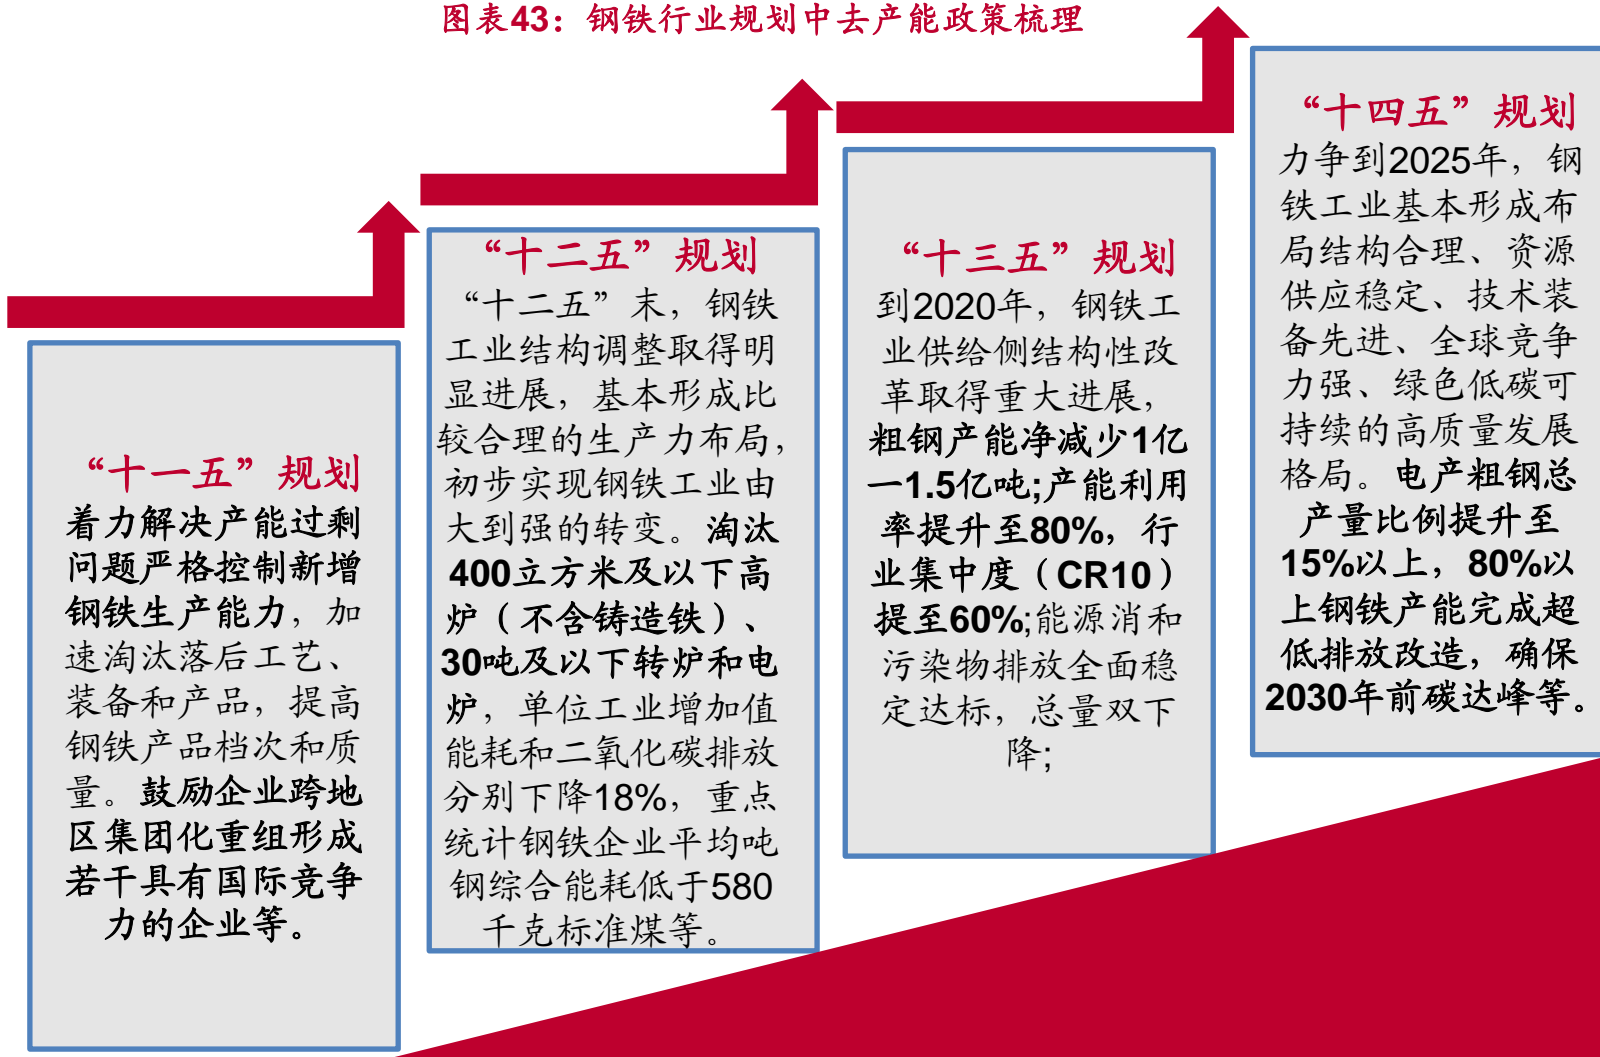 图表43：钢铁行业规划中去产能政策梳理
“十一五”规划
着力解决产能过剩
问题严格控制新增
钢铁生产能力，加
速淘汰落后工艺、
装备和产品，提高
钢铁产品档次和质
量。鼓励企业跨地
区集团化重组形成
若干具有国际竞争
力的企业等。
“十二五”规划
“十二五”末，钢铁
工业结构调整取得明
显进展，基本形成比
较合理的生产力布局，
初步实现钢铁工业由
大到强的转变。淘汰
400立方米及以下高
炉（不含铸造铁）、
30吨及以下转炉和电
炉，单位工业增加值
能耗和二氧化碳排放
分别下降18%，重点
统计钢铁企业平均吨
钢综合能耗低于580
千克标准煤等。
“十三五”规划
到2020年，钢铁工
业供给侧结构性改
革取得重大进展，
粗钢产能净减少1亿
一1.5亿吨;产能利用
率提升至80%，行
业集中度（CR10）
提至60%;能源消和
污染物排放全面稳
定达标，总量双下
降;
“十四五”规划
力争到2025年，钢
铁工业基本形成布
局结构合理、资源
供应稳定、技术装
备先进、全球竞争
力强、绿色低碳可
持续的高质量发展
格局。电产粗钢总
产量比例提升至
15%以上，80%以
上钢铁产能完成超
低排放改造，确保
2030年前碳达峰等。